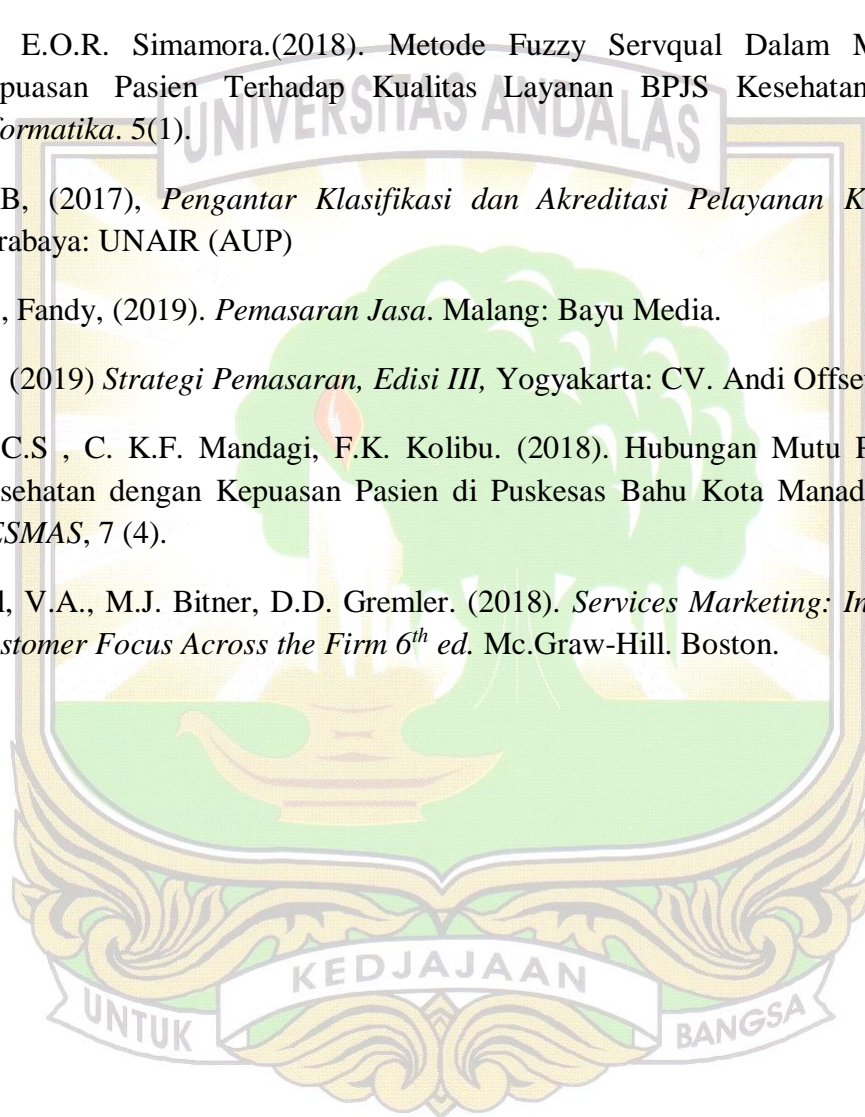 E.O.R. Simamora.(2018). Metode Fuzzy Servqual Dalam M
puasan Pasien Terhadap Kualitas Layanan BPJS Kesehatan
formatika. 5(1).
UNIVERSITAS ANDALAS
B, (2017), Pengantar Klasifikasi dan Akreditasi Pelayanan K
rabaya: UNAIR (AUP)
, Fandy, (2019). Pemasaran Jasa. Malang: Bayu Media.
(2019) Strategi Pemasaran, Edisi III, Yogyakarta: CV. Andi Offse
C.S , C. K.F. Mandagi, F.K. Kolibu. (2018). Hubungan Mutu P
sehatan dengan Kepuasan Pasien di Puskesas Bahu Kota Manad
ESMAS, 7 (4).
l, V.A., M.J. Bitner, D.D. Gremler. (2018). Services Marketing: In
stomer Focus Across the Firm 6th ed. Mc.Graw-Hill. Boston.
UNTUK KEDJAJAAN BANGSA